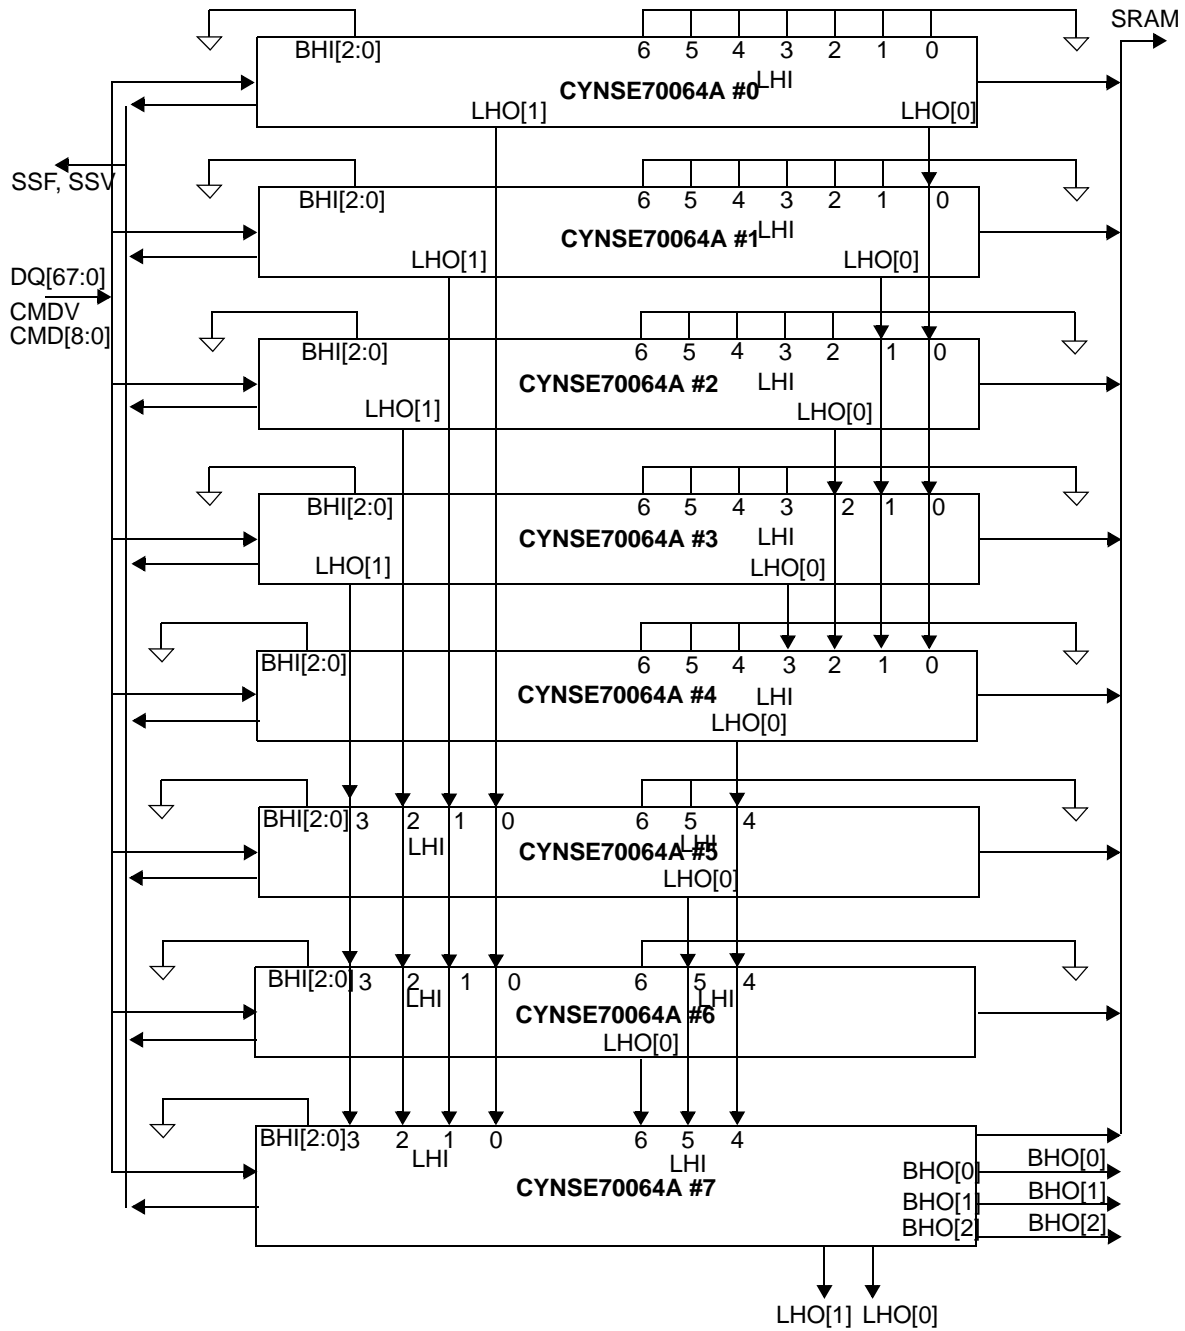 SRAM
BHI[2:0] 6 5 4 3 2 1 0
LHI
CYNSE70064A #0
LHO[1] LHO[0]
SSF, SSV
BHI[2:0] 6 5 4 3 2 1 0
LHI
CYNSE70064A #1
LHO[1] LHO[0]
DQ[67:0]
CMDV
CMD[8:0]
BHI[2:0] 6 5 4 3 2 1 0
CYNSE70064A #2 LHI
LHO[1] LHO[0]
BHI[2:0] 6 5 4 3 2 1 0
CYNSE70064A #3 LHI
LHO[1] LHO[0]
BHI[2:0] 6 5 4 3 2 1 0
CYNSE70064A #4 LHI
LHO[0]
BHI[2:0] 3 2 1 0 6 5 4
LHI LHI
CYNSE70064A #5
LHO[0]
BHI[2:0] 3 2 1 0 6 5 4
LHI LHI
CYNSE70064A #6
LHO[0]
BHI[2:0] 3 2 1 0 6 5 4
LHI LHI
CYNSE70064A #7
BHO[0] BHO[0]
BHO[1] BHO[1]
BHO[2] BHO[2]
LHO[1] LHO[0]